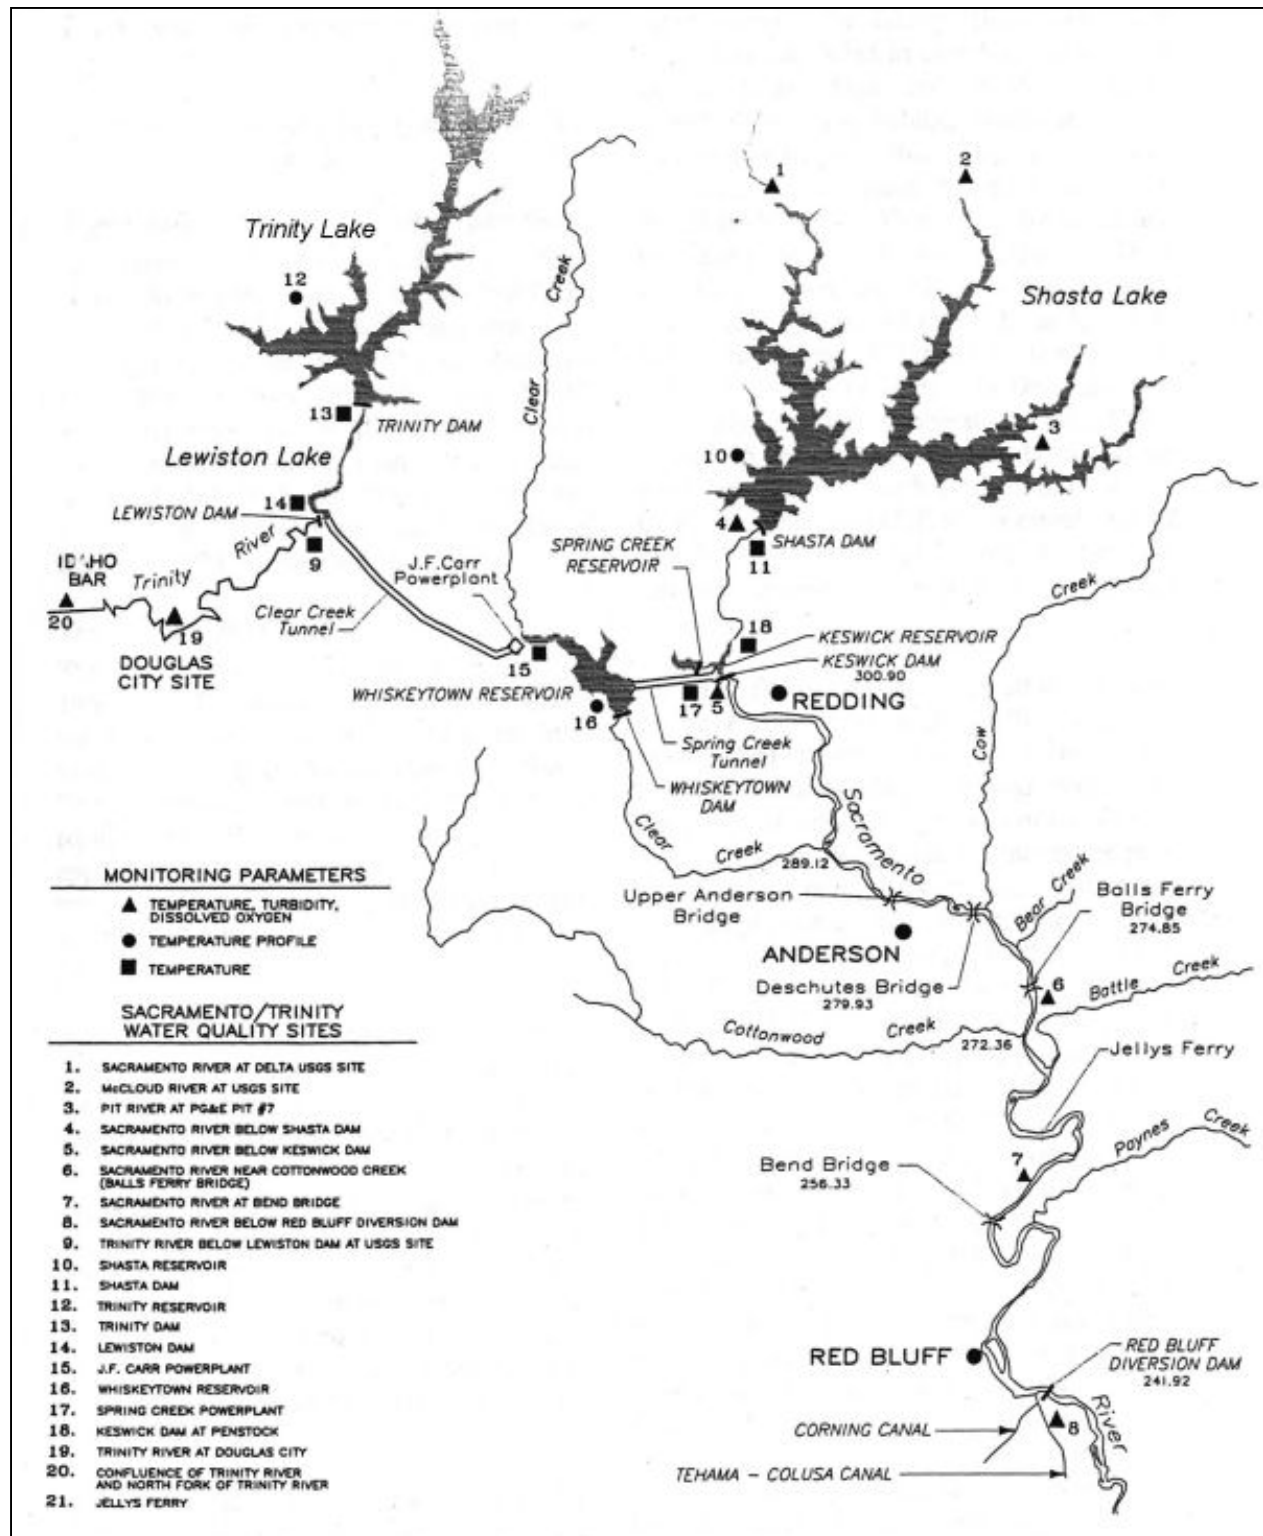 1
2
Trinity Lake
12
Clear
Creek
Shasta Lake
13
TRINITY DAM
3
10
Lewiston Lake
14
LEWISTON DAM
4
SHASTA DAM
SPRING CREEK
RESERVOIR
11
River
9
J.F.Carr
Powerplant
BAR
Trinity
20
19
Clear Creek
Tunnel
DOUGLAS
CITY SITE
Creek
18
KESWICK RESERVOIR
KESWICK DAM
300.90
15
WHISKEYTOWN RESERVOIR
16
17
5
REDDING
Spring Creek
Tunnel
WHISKEYTOWN
DAM
Cow
Sacramento
Clear
Creek
289.12
MONITORING PARAMETERS
TEMPERATURE, TURBIDITY,
DISSOLVED OXYGEN
TEMPERATURE PROFILE
TEMPERATURE
Upper Anderson
Bridge
Bear Creek
Balls Ferry
Bridge
274.85
ANDERSON
Deschutes Bridge
279.93
6
Battle Creek
Cottonwood Creek
272.36
Jellys Ferry
Paynes Creek
Bend Bridge
256.33
7
RED BLUFF
RED BLUFF
DIVERSION DAM
241.92
River
CORNING CANAL
8
TEHAMA - COLUSA CANAL
SACRAMENTO/TRINITY
WATER QUALITY SITES
1. SACRAMENTO RIVER AT DELTA USGS SITE
2. McCLOUD RIVER AT USGS SITE
3. PIT RIVER AT PG&E PIT #7
4. SACRAMENTO RIVER BELOW SHASTA DAM
5. SACRAMENTO RIVER BELOW KESWICK DAM
6. SACRAMENTO RIVER NEAR COTTONWOOD CREEK
(BALLS FERRY BRIDGE)
7. SACRAMENTO RIVER AT BEND BRIDGE
8. SACRAMENTO RIVER BELOW RED BLUFF DIVERSION DAM
9. TRINITY RIVER BELOW LEWISTON DAM AT USGS SITE
10. SHASTA RESERVOIR
11. SHASTA DAM
12. TRINITY RESERVOIR
13. TRINITY DAM
14. LEWISTON DAM
15. J.F. CARR POWERPLANT
16. WHISKEYTOWN RESERVOIR
17. SPRING CREEK POWERPLANT
18. KESWICK DAM AT PENSTOCK
19. TRINITY RIVER AT DOUGLAS CITY
20. CONFLUENCE OF TRINITY RIVER
AND NORTH FORK OF TRINITY RIVER
21. JELLYS FERRY